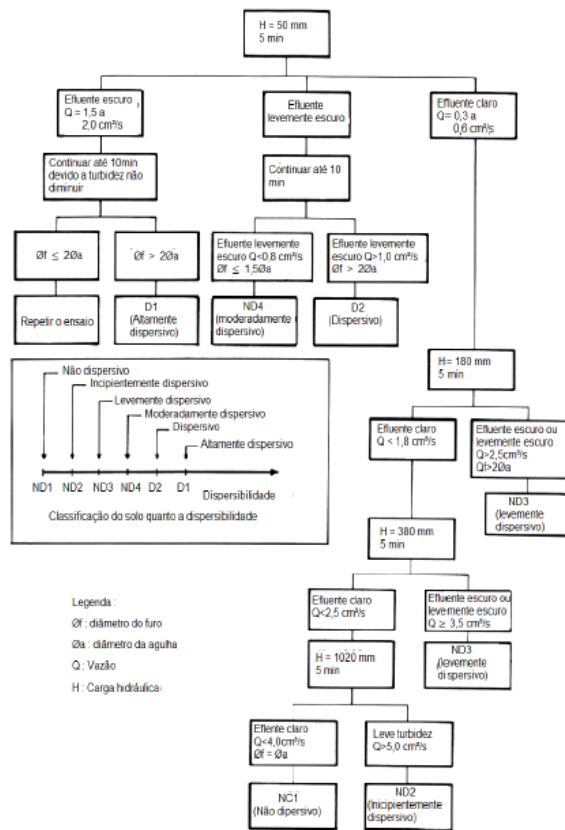 H = 50 mm
5 min
Efluente escuro
Q = 1,5 a
2,0 cm³/s
Efluente
levemente escuro
Efluente claro
Q= 0,3 a
0,6 cm³/s
Continuar até 10min
devido a turbidez não
diminuir
Continuar até 10
min
Øf ≤ 2Øa
Øf > 2Øa
Efluente levemente
escuro Q<0,8 cm³/s
Øf ≤ 1,5Øa
Efluente levemente
escuro Q>1,0 cm³/s
Øf > 2Øa
Repetir o ensaio
D1
(Altamente
dispersivo)
ND4
(moderadamente
dispersivo)
D2
(Dispersivo)
H= 180 mm
5 min
Não dispersivo
Incipientemente dispersivo
Levemente dispersivo
Moderadamente dispersivo
Dispersivo
Altamente dispersivo
ND1 ND2 ND3 ND4 D2 D1
Dispersibilidade
Classificação do solo quanto a dispersibilidade
Efluente claro
Q < 1,8 cm³/s
Efluente escuro ou
levemente escuro
Q>2,5cm³/s
Qf>2Øa
ND3
(levemente
dispersivo)
H = 380 mm
5 min
Efluente claro
Q<2,5 cm³/s
Efluente escuro ou
levemente escuro
Q ≥ 3,5 cm³/s
H = 1020 mm
5 min
ND3
(levemente
dispersivo)
Legenda :
Øf : diâmetro do furo
Øa : diâmetro da agulha
Q : Vazão
H : Carga hidráulica
Eflente claro
Q<4,0cm³/s
Øf = Øa
Leve turbidez
Q>5,0 cm³/s
NC1
(Não dipersivo)
ND2
(Inicipientemente
dispersivo)